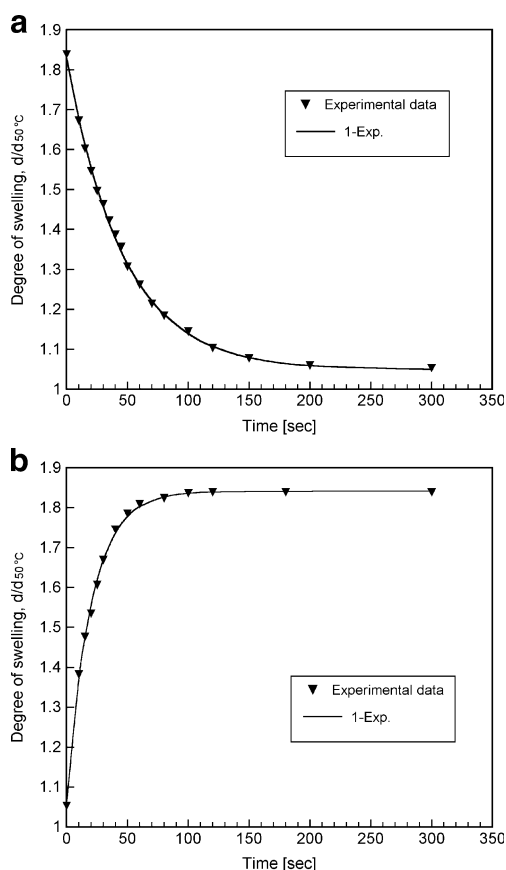 a
1.9
1.8
1.7
1.6
1.5
1.4
1.3
1.2
1.1
1
Degree of swelling, d/d50°C
Experimental data
1-Exp.
0 50 100 150 200 250 300 350
Time [sec]
b
1.9
1.8
1.7
1.6
1.5
1.4
1.3
1.2
1.1
1
Degree of swelling, d/d50°C
Experimental data
1-Exp.
0 50 100 150 200 250 300 350
Time [sec]